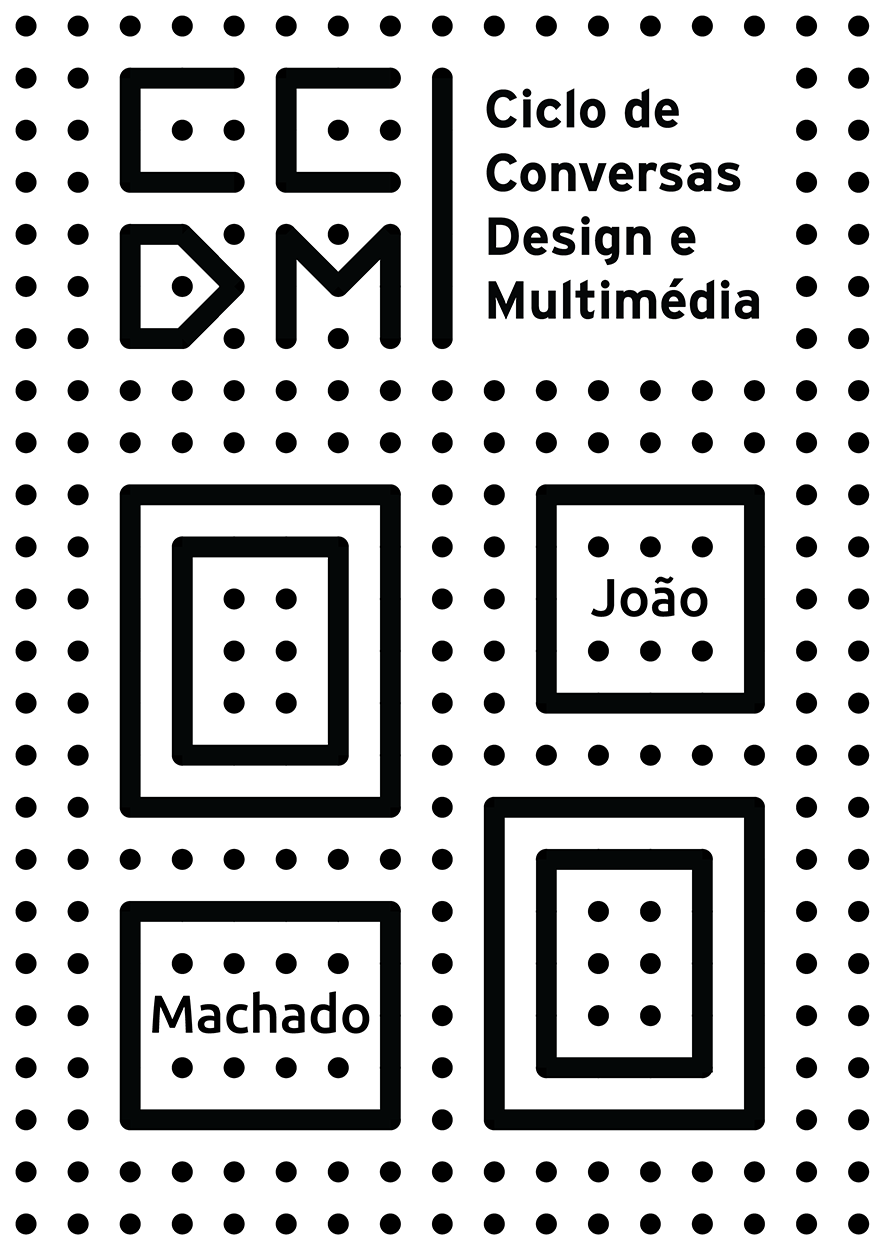 CC
DM
Ciclo de
Conversas
Design e
Multimédia
João
Machado